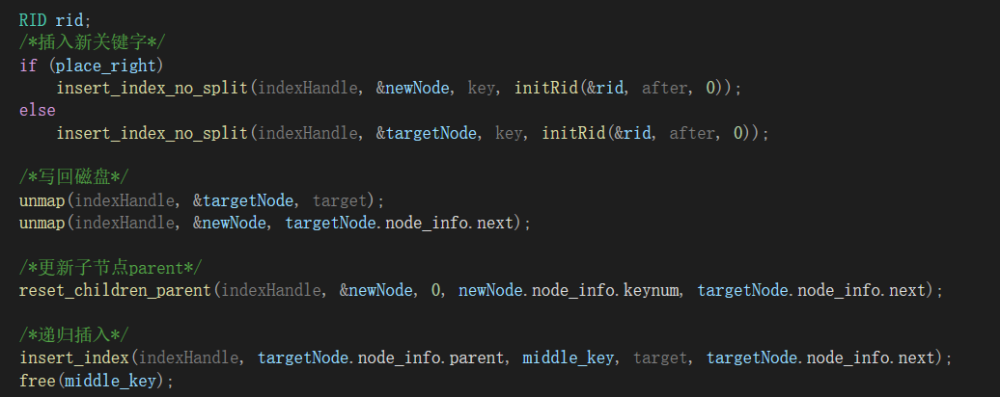 RID rid;
/*插入新关键字*/
if (place_right)
    insert_index_no_split(indexHandle, &newNode, key, initRid(&rid, after, 0));
else
    insert_index_no_split(indexHandle, &targetNode, key, initRid(&rid, after, 0));

/*写回磁盘*/
unmap(indexHandle, &targetNode, target);
unmap(indexHandle, &newNode, targetNode.node_info.next);

/*更新子节点parent*/
reset_children_parent(indexHandle, &newNode, 0, newNode.node_info.keynum, targetNode.node_info.next);

/*递归插入*/
insert_index(indexHandle, targetNode.node_info.parent, middle_key, target, targetNode.node_info.next);
free(middle_key);